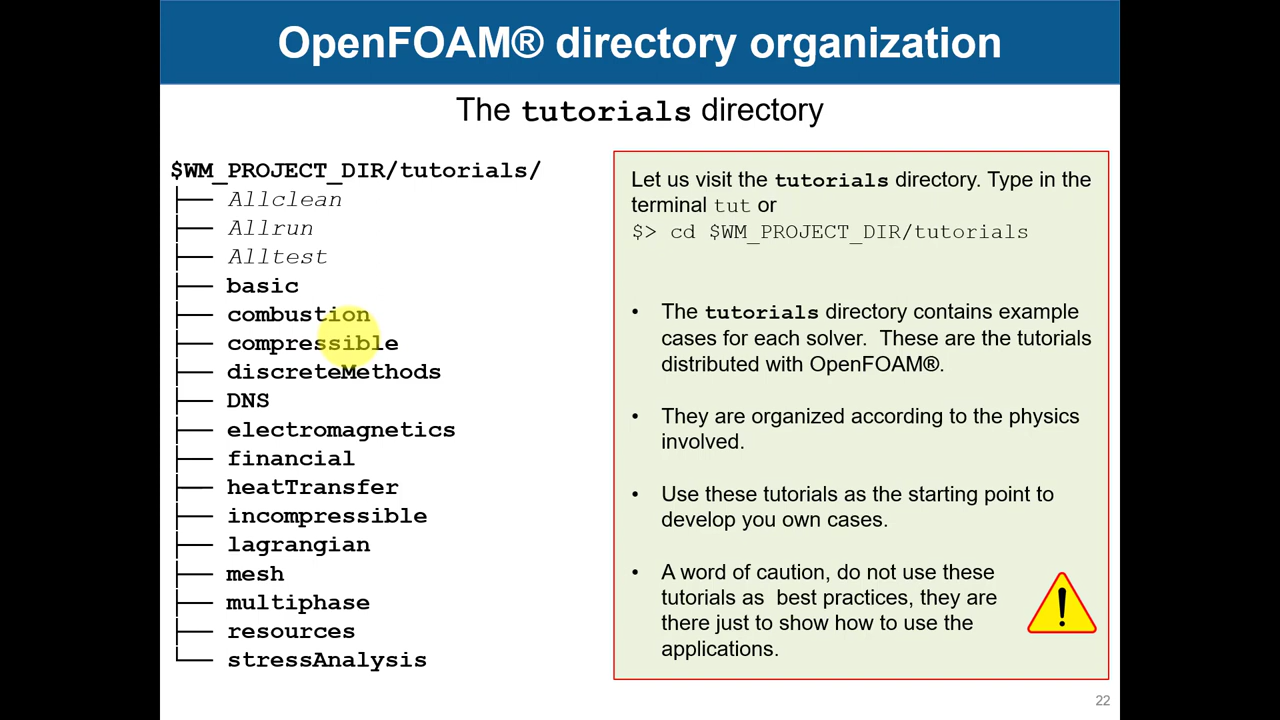 OpenFOAM® directory organization
The tutorials directory
$WM_PROJECT_DIR/tutorials/
├── Allclean
├── Allrun
├── Alltest
├── basic
├── combustion
├── compressible
├── discreteMethods
├── DNS
├── electromagnetics
├── financial
├── heatTransfer
├── incompressible
├── lagrangian
├── mesh
├── multiphase
├── resources
└── stressAnalysis
Let us visit the tutorials directory. Type in the
terminal tut or
$> cd $WM_PROJECT_DIR/tutorials
• The tutorials directory contains example
cases for each solver. These are the tutorials
distributed with OpenFOAM®.
• They are organized according to the physics
involved.
• Use these tutorials as the starting point to
develop you own cases.
• A word of caution, do not use these
tutorials as best practices, they are
there just to show how to use the
applications.
!
22